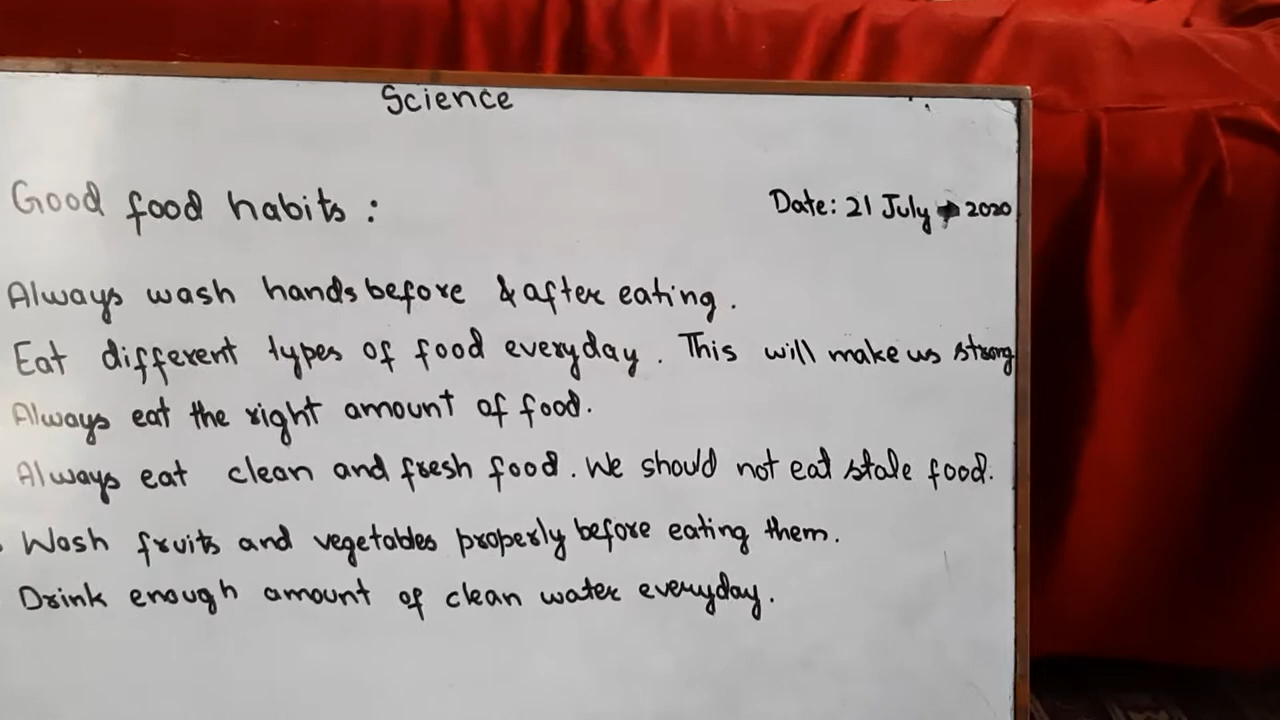 Science
Good food habits :
Date: 21 July 2020
Always wash hands before & after eating.
Eat different types of food everyday. This will make us strong
Always eat the right amount of food.
Always eat clean and fresh food. We should not eat stale food.
Wash fruits and vegetables properly before eating them.
Drink enough amount of clean water everyday.